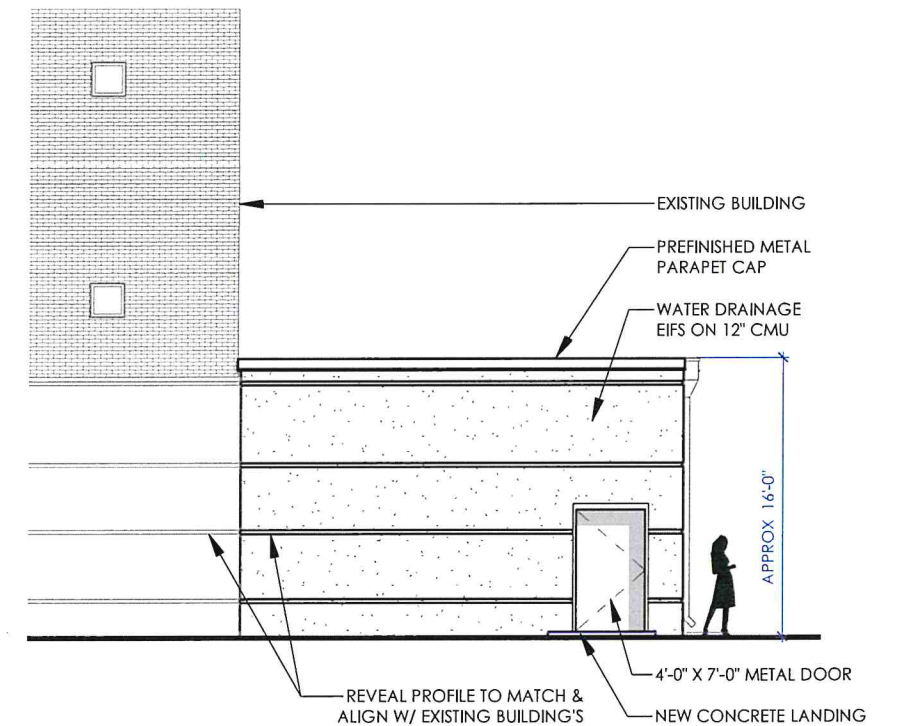 EXISTING BUILDING
PREFINISHED METAL
PARAPET CAP
WATER DRAINAGE
EIFS ON 12" CMU
APPROX 16'-0"
4'-0" X 7'-0" METAL DOOR
REVEAL PROFILE TO MATCH &
ALIGN W/ EXISTING BUILDING'S
NEW CONCRETE LANDING